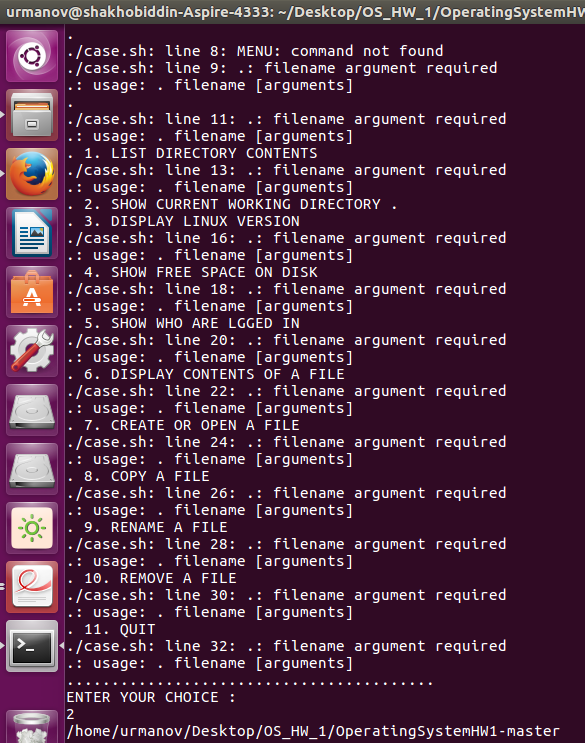 urmanov@shakhobiddin-Aspire-4333: ~/Desktop/OS_HW_1/OperatingSystemHW
.
./case.sh: line 8: MENU: command not found
./case.sh: line 9: .: filename argument required
.: usage: . filename [arguments]
.
./case.sh: line 11: .: filename argument required
.: usage: . filename [arguments]
. 1. LIST DIRECTORY CONTENTS
./case.sh: line 13: .: filename argument required
.: usage: . filename [arguments]
. 2. SHOW CURRENT WORKING DIRECTORY .
. 3. DISPLAY LINUX VERSION
./case.sh: line 16: .: filename argument required
.: usage: . filename [arguments]
. 4. SHOW FREE SPACE ON DISK
./case.sh: line 18: .: filename argument required
.: usage: . filename [arguments]
. 5. SHOW WHO ARE LGGED IN
./case.sh: line 20: .: filename argument required
.: usage: . filename [arguments]
. 6. DISPLAY CONTENTS OF A FILE
./case.sh: line 22: .: filename argument required
.: usage: . filename [arguments]
. 7. CREATE OR OPEN A FILE
./case.sh: line 24: .: filename argument required
.: usage: . filename [arguments]
. 8. COPY A FILE
./case.sh: line 26: .: filename argument required
.: usage: . filename [arguments]
. 9. RENAME A FILE
./case.sh: line 28: .: filename argument required
.: usage: . filename [arguments]
. 10. REMOVE A FILE
./case.sh: line 30: .: filename argument required
.: usage: . filename [arguments]
. 11. QUIT
./case.sh: line 32: .: filename argument required
.: usage: . filename [arguments]
.........................................
ENTER YOUR CHOICE :
2
/home/urmanov/Desktop/OS_HW_1/OperatingSystemHW1-master